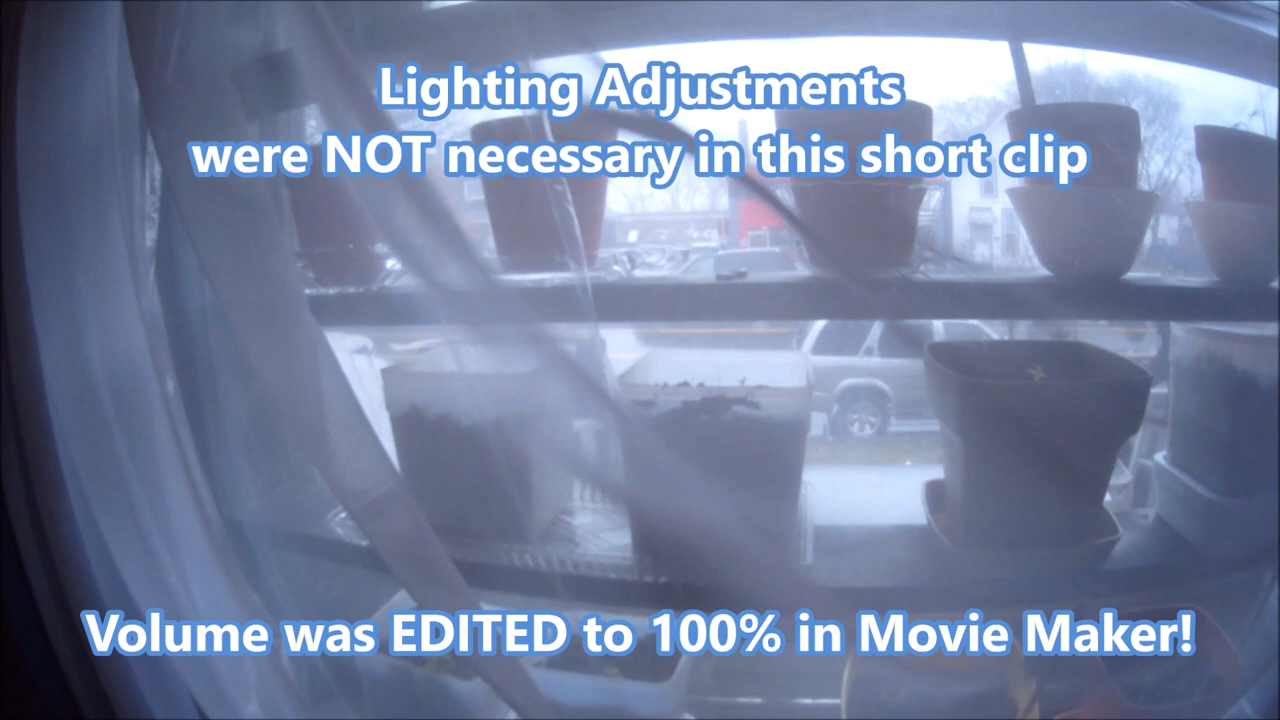 Lighting Adjustments
were NOT necessary in this short clip
Volume was EDITED to 100% in Movie Maker!